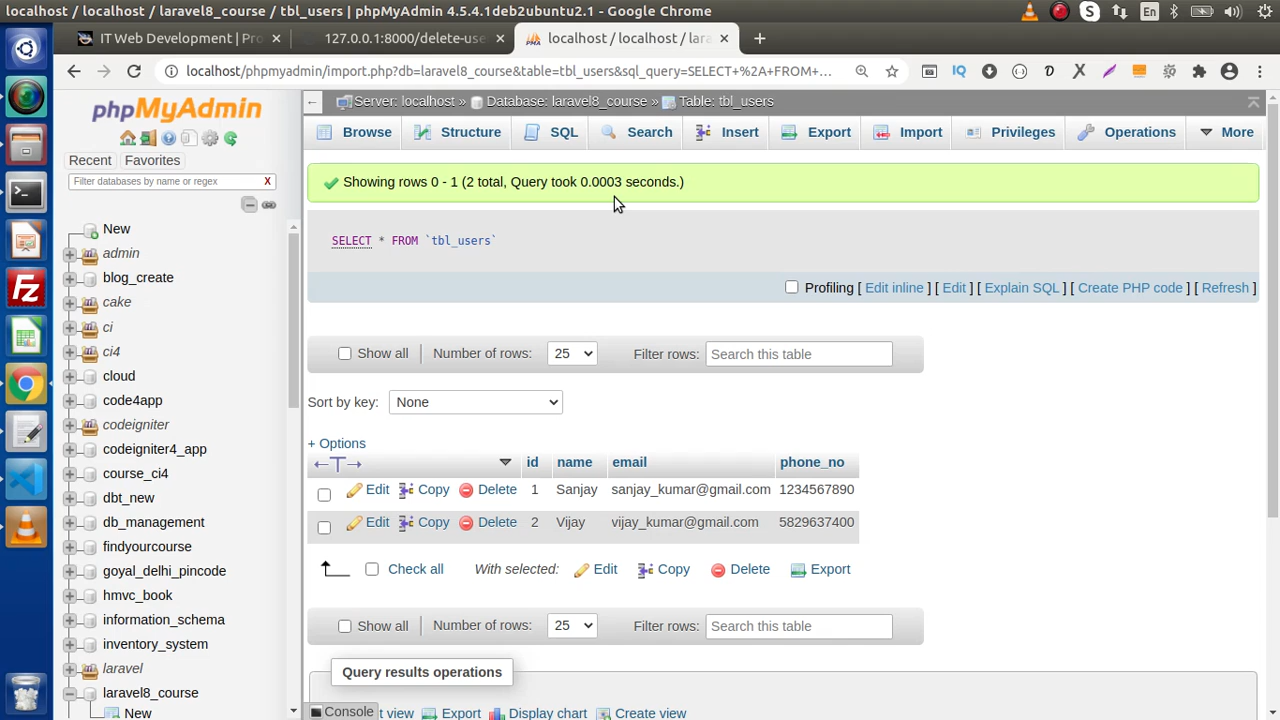 localhost / localhost / laravel8_course / tbl_users | phpMyAdmin 4.5.4.1deb2ubuntu2.1 - Google Chrome
En
IT Web Development | Pro
127.0.0.1:8000/delete-use
localhost / localhost / lara
localhost/phpmyadmin/import.php?db=laravel8_course&table=tbl_users&sql_query=SELECT+%2A+FROM+...
phpMyAdmin
Recent
Favorites
Filter databases by name or regex
X
New
admin
blog_create
cake
ci
ci4
cloud
code4app
codeigniter
codeigniter4_app
course_ci4
dbt_new
db_management
findyourcourse
goyal_delhi_pincode
hmvc_book
information_schema
inventory_system
laravel
laravel8_course
New
Server: localhost » Database: laravel8_course » Table: tbl_users
Browse Structure SQL Search Insert Export Import Privileges Operations More
Showing rows 0 - 1 (2 total, Query took 0.0003 seconds.)
SELECT * FROM `tbl_users`
Profiling [ Edit inline ] [ Edit ] [ Explain SQL ] [ Create PHP code ] [ Refresh ]
Show all Number of rows: 25 Filter rows: Search this table
Sort by key: None
+ Options
←T→ id name email phone_no
Edit Copy Delete 1 Sanjay sanjay_kumar@gmail.com 1234567890
Edit Copy Delete 2 Vijay vijay_kumar@gmail.com 5829637400
Check all With selected: Edit Copy Delete Export
Show all Number of rows: 25 Filter rows: Search this table
Query results operations
Console
t view Export Display chart Create view